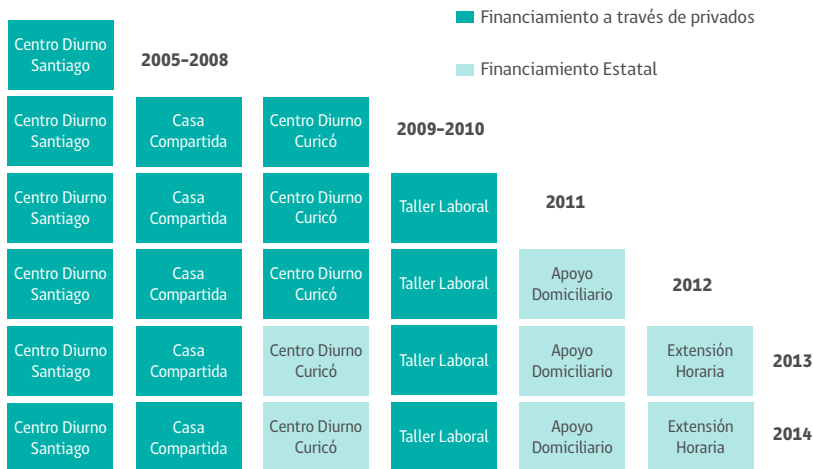 Financiamiento a través de privados
Financiamiento Estatal
Centro Diurno
Santiago
2005–2008
Centro Diurno
Santiago
Casa
Compartida
Centro Diurno
Curicó
2009–2010
Centro Diurno
Santiago
Casa
Compartida
Centro Diurno
Curicó
Taller Laboral
2011
Centro Diurno
Santiago
Casa
Compartida
Centro Diurno
Curicó
Taller Laboral
Apoyo
Domiciliario
2012
Centro Diurno
Santiago
Casa
Compartida
Centro Diurno
Curicó
Taller Laboral
Apoyo
Domiciliario
Extensión
Horaria
2013
Centro Diurno
Santiago
Casa
Compartida
Centro Diurno
Curicó
Taller Laboral
Apoyo
Domiciliario
Extensión
Horaria
2014